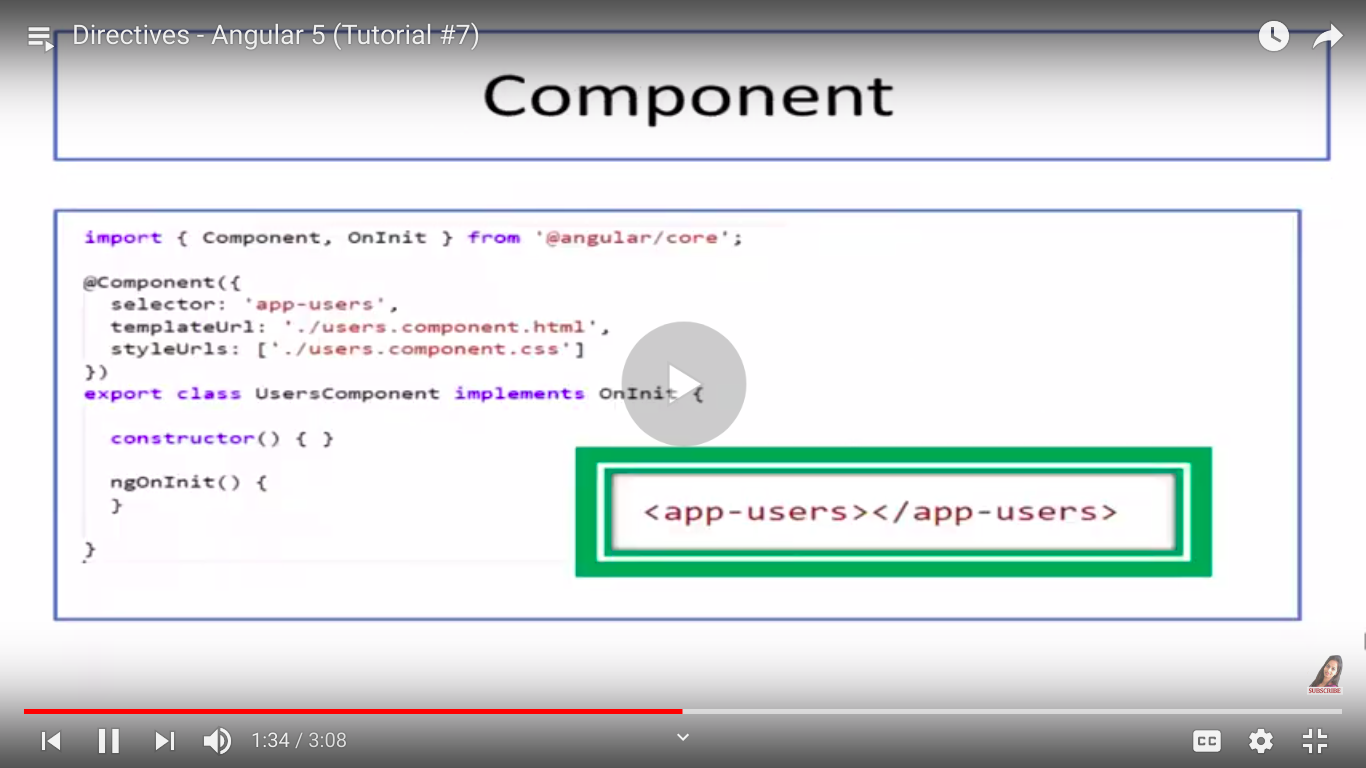 Directives - Angular 5 (Tutorial #7)
Component
import { Component, OnInit } from '@angular/core';
@Component({
selector: 'app-users',
templateUrl: './users.component.html',
styleUrls: ['./users.component.css']
})
export class UsersComponent implements OnInit {
constructor() { }
ngOnInit() {
}
}
<app-users></app-users>
SUBSCRIBE
1:34 / 3:08
CC